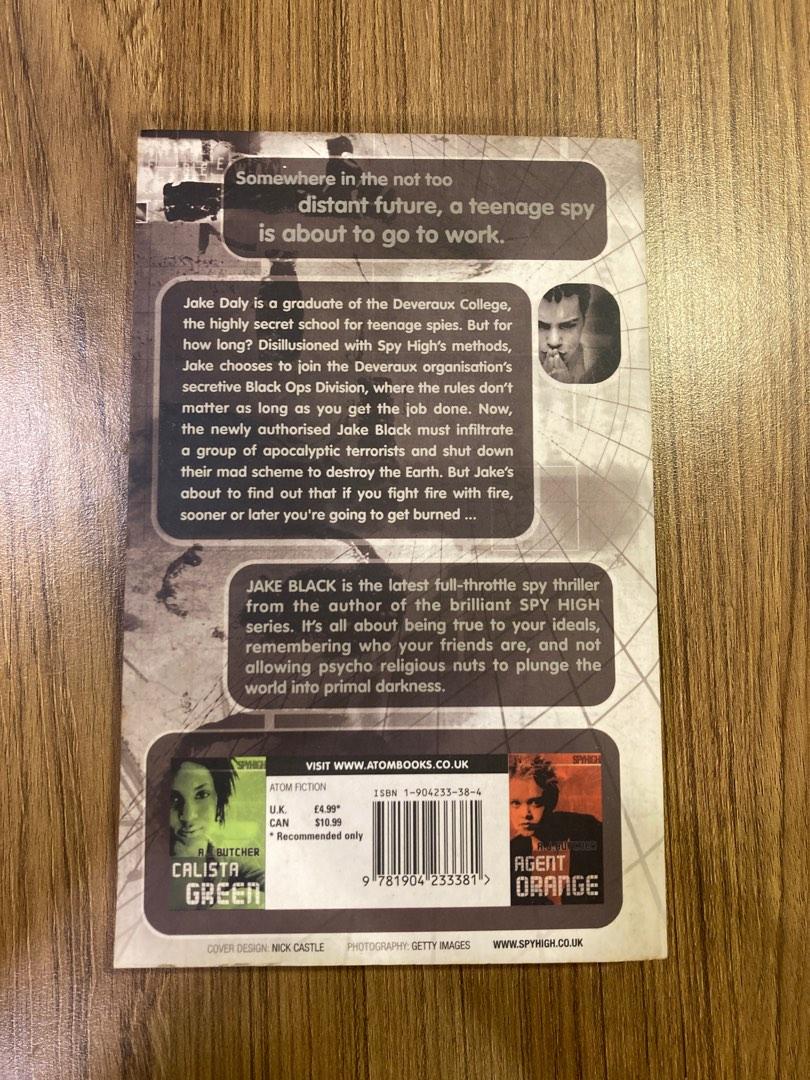 Somewhere in the not too
distant future, a teenage spy
is about to go to work.
Jake Daly is a graduate of the Deveraux College,
the highly secret school for teenage spies. But for
how long? Disillusioned with Spy High's methods,
Jake chooses to join the Deveraux organisation's
secretive Black Ops Division, where the rules don't
matter as long as you get the job done. Now,
the newly authorised Jake Black must infiltrate
a group of apocalyptic terrorists and shut down
their mad scheme to destroy the Earth. But Jake's
about to find out that if you fight fire with fire,
sooner or later you're going to get burned ...
JAKE BLACK is the latest full-throttle spy thriller
from the author of the brilliant SPY HIGH
series. It's all about being true to your ideals,
remembering who your friends are, and not
allowing psycho religious nuts to plunge the
world into primal darkness.
SPYHIGH
A.J. BUTCHER
CALISTA
GREEN
VISIT WWW.ATOMBOOKS.CO.UK
ATOM FICTION
U.K. £4.99*
CAN $10.99
* Recommended only
ISBN 1-904233-38-4
9 781904 233381 >
SPYHIGH
A.J. BUTCHER
AGENT
ORANGE
COVER DESIGN: NICK CASTLE PHOTOGRAPHY: GETTY IMAGES WWW.SPYHIGH.CO.UK